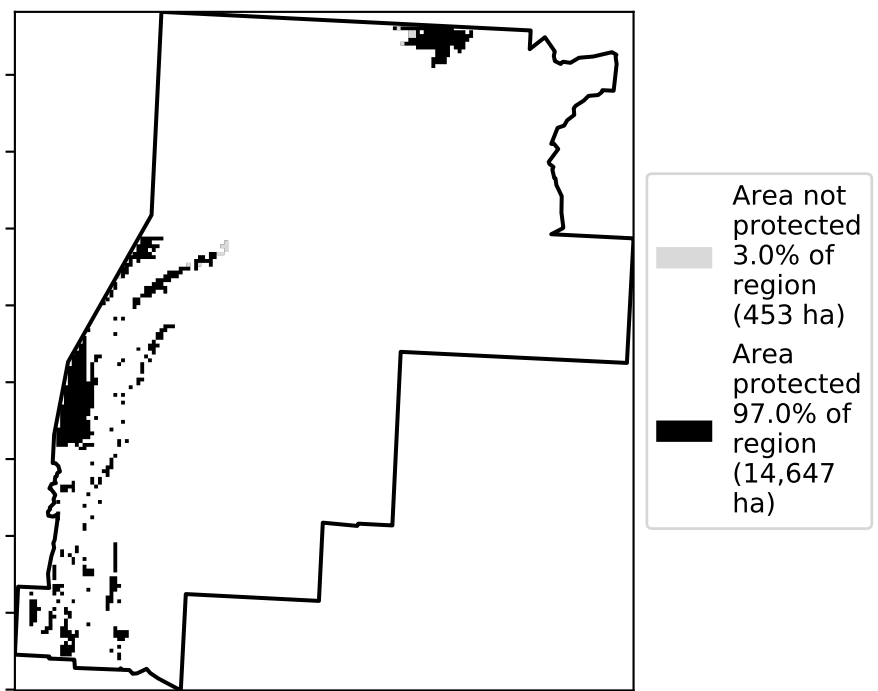 Area not
protected
3.0% of
region
(453 ha)
Area
protected
97.0% of
region
(14,647
ha)